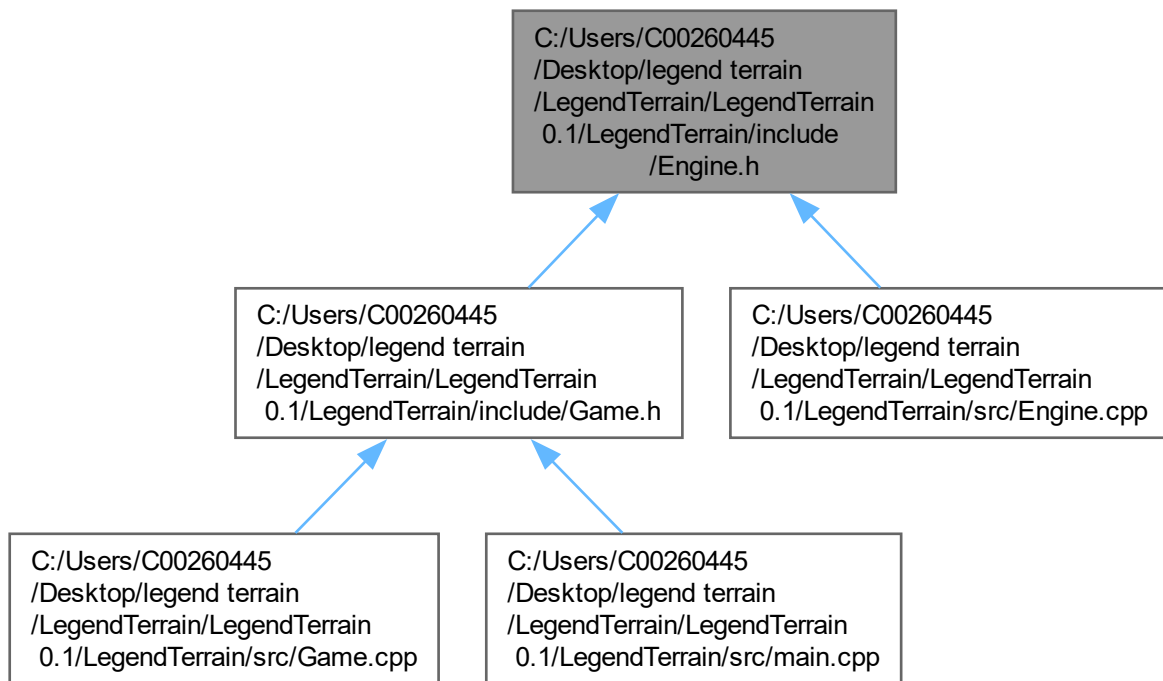 C:/Users/C00260445
/Desktop/legend terrain
/LegendTerrain/LegendTerrain
0.1/LegendTerrain/include
/Engine.h
C:/Users/C00260445
/Desktop/legend terrain
/LegendTerrain/LegendTerrain
0.1/LegendTerrain/include/Game.h
C:/Users/C00260445
/Desktop/legend terrain
/LegendTerrain/LegendTerrain
0.1/LegendTerrain/src/Engine.cpp
C:/Users/C00260445
/Desktop/legend terrain
/LegendTerrain/LegendTerrain
0.1/LegendTerrain/src/Game.cpp
C:/Users/C00260445
/Desktop/legend terrain
/LegendTerrain/LegendTerrain
0.1/LegendTerrain/src/main.cpp